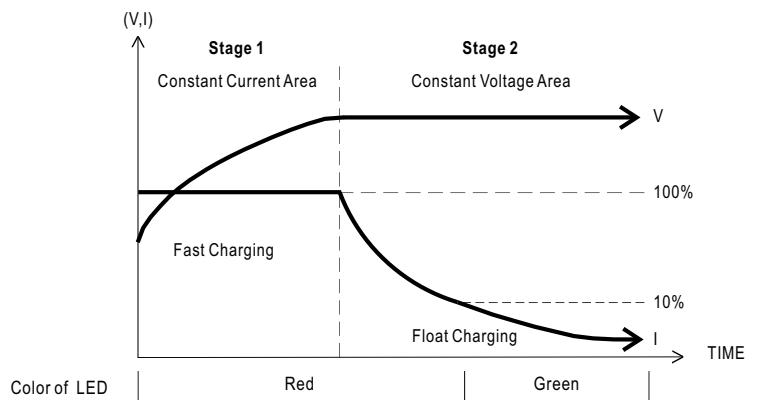 (V,I)
Stage 1
Stage 2
Constant Current Area
Constant Voltage Area
V
100%
Fast Charging
10%
Float Charging
I
TIME
Color of LED
Red
Green